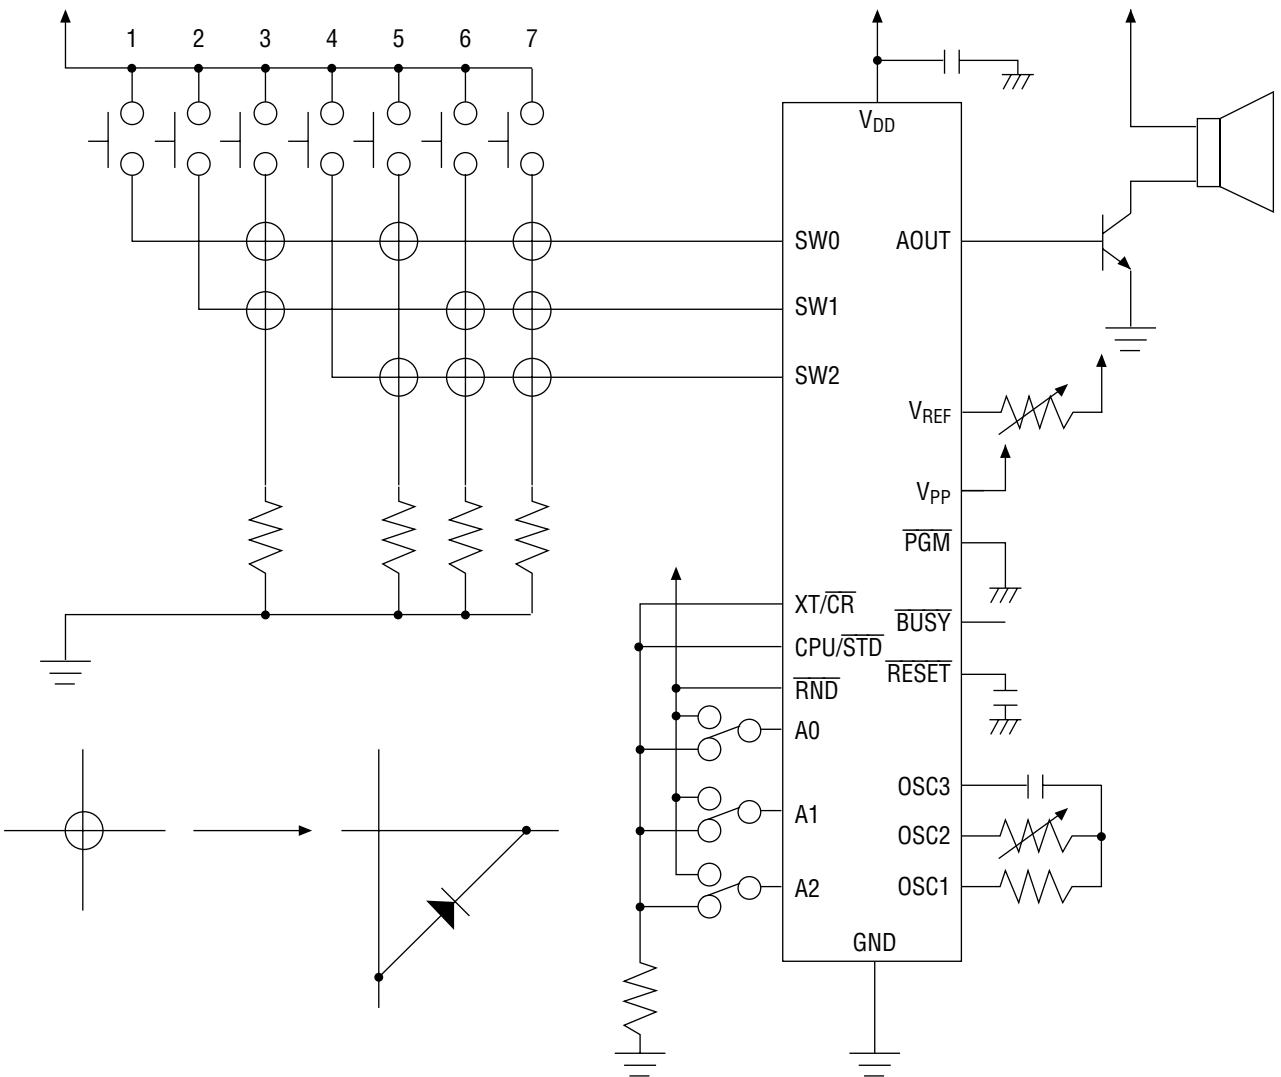 1 2 3 4 5 6 7
VDD
SW0 AOUT
SW1
SW2
VREF
VPP
PGM
XT/CR
BUSY
CPU/STD
RESET
RND
A0
OSC3
A1
OSC2
A2 OSC1
GND